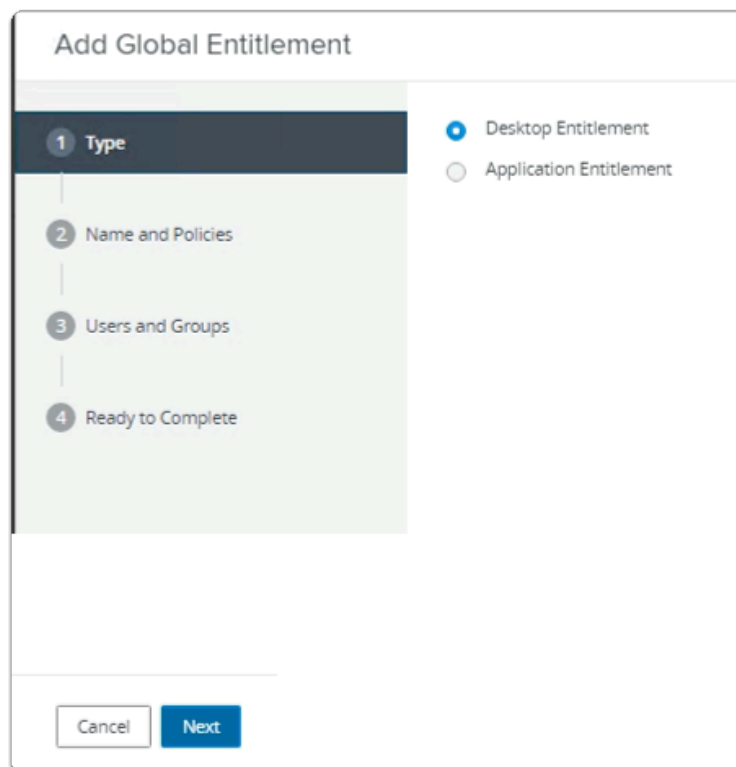 Add Global Entitlement
1 Type
2 Name and Policies
3 Users and Groups
4 Ready to Complete
Desktop Entitlement
Application Entitlement
Cancel Next